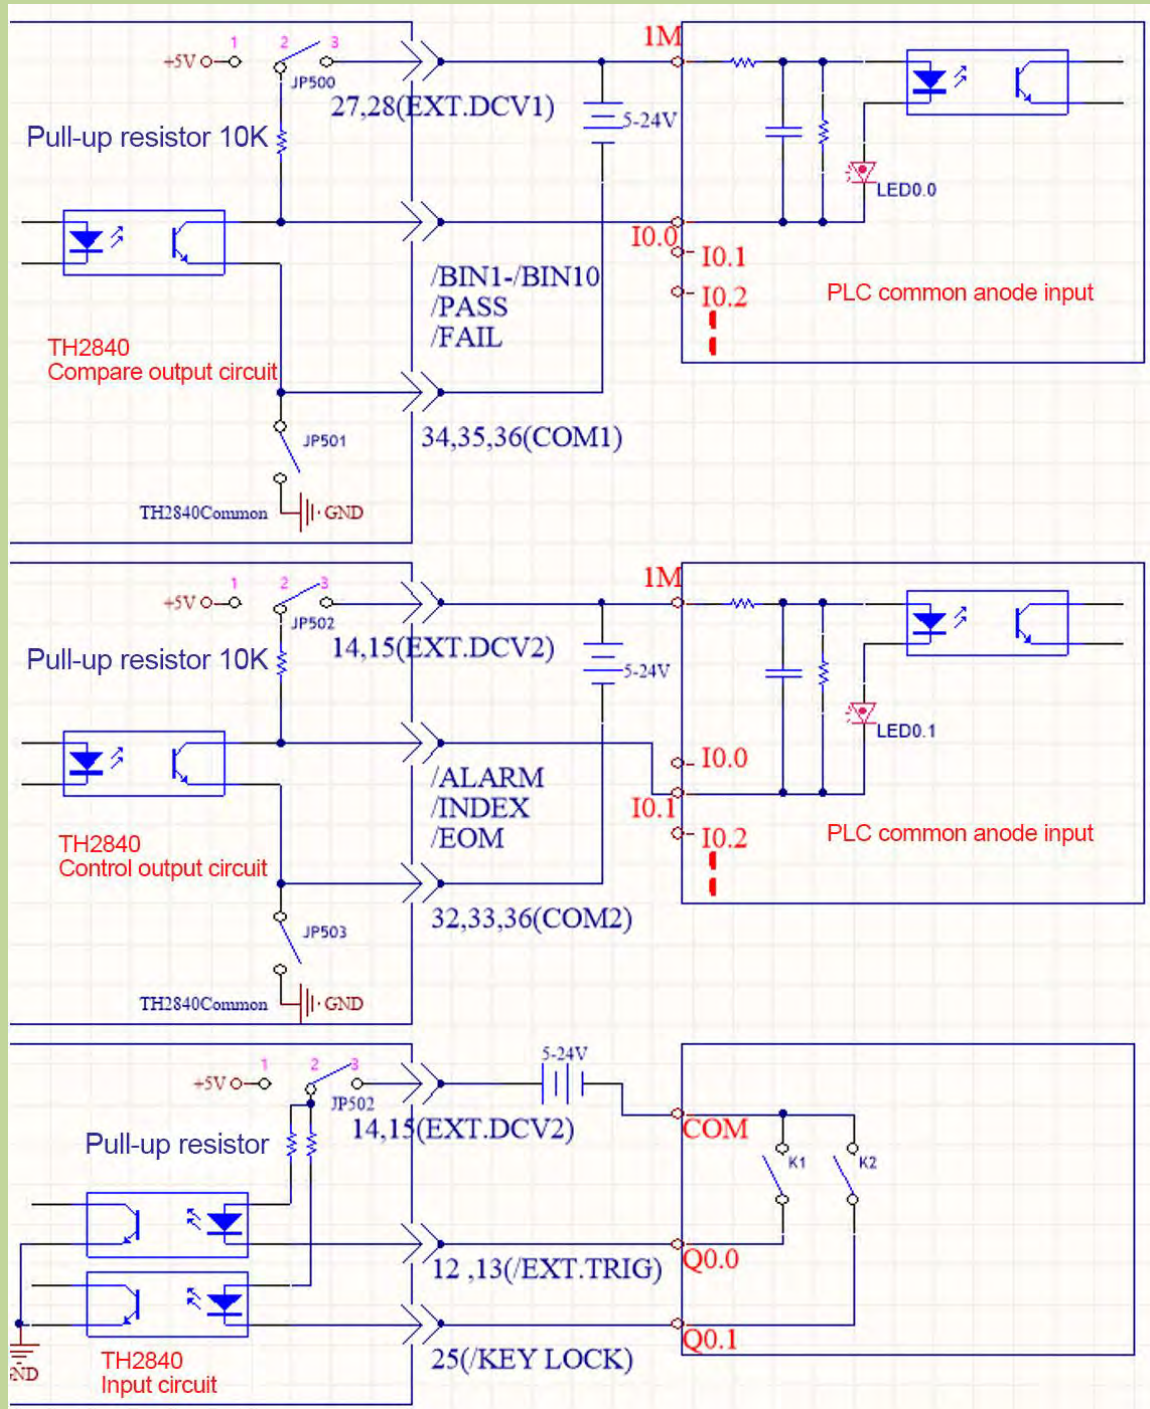 1 2 3
+5V
JP500
27,28(EXT.DCV1)
1M
5-24V
Pull-up resistor 10K
LED0.0
I0.0
I0.1
I0.2
/BIN1-/BIN10
/PASS
/FAIL
PLC common anode input
TH2840
Compare output circuit
34,35,36(COM1)
JP501
TH2840Common
GND
1 2 3
+5V
JP502
14,15(EXT.DCV2)
1M
5-24V
Pull-up resistor 10K
LED0.1
I0.0
I0.1
I0.2
/ALARM
/INDEX
/EOM
PLC common anode input
TH2840
Control output circuit
32,33,36(COM2)
JP503
TH2840Common
GND
1 2 3
+5V
JP502
14,15(EXT.DCV2)
5-24V
COM
Pull-up resistor
K1
K2
12 ,13(/EXT.TRIG)
Q0.0
25(/KEY LOCK)
Q0.1
ND
TH2840
Input circuit